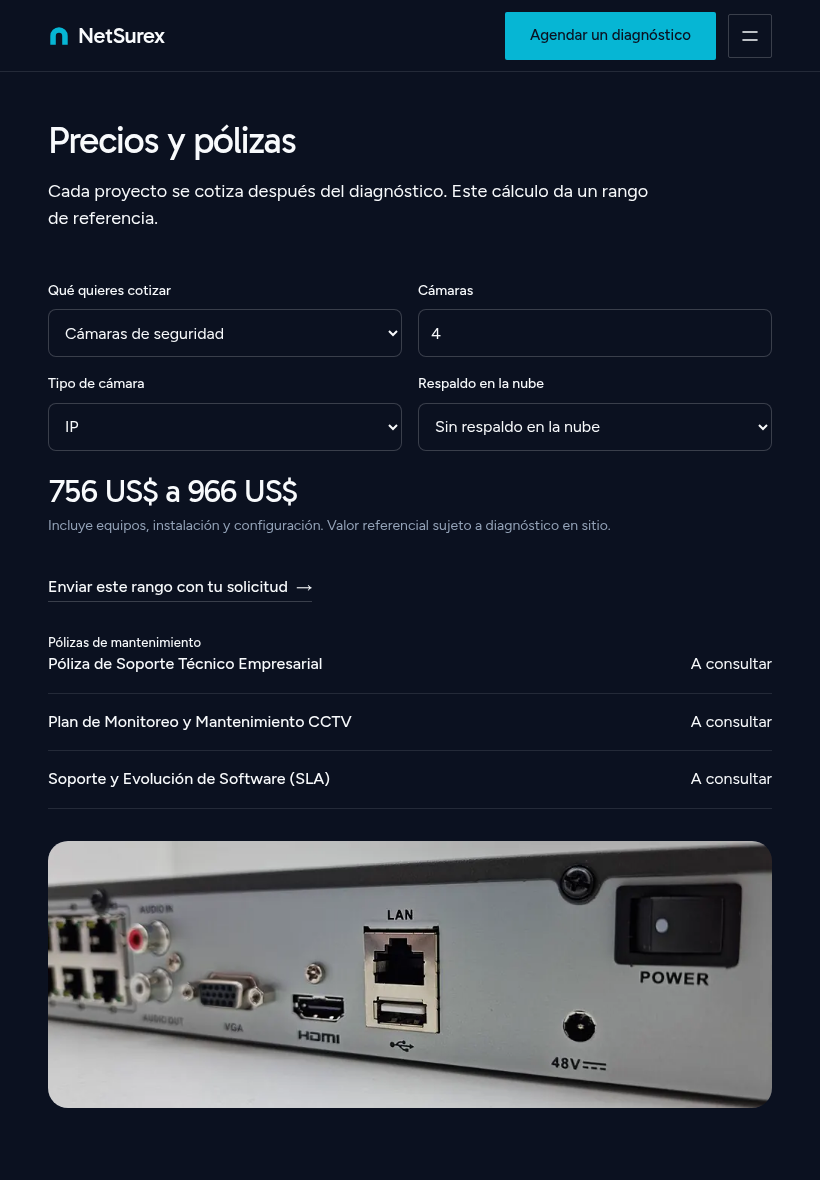 NetSurex
Agendar un diagnóstico
Precios y pólizas
Cada proyecto se cotiza después del diagnóstico. Este cálculo da un rango
de referencia.
Qué quieres cotizar
Cámaras
Cámaras de seguridad
4
Tipo de cámara
Respaldo en la nube
IP
Sin respaldo en la nube
756 US$ a 966 US$
Incluye equipos, instalación y configuración. Valor referencial sujeto a diagnóstico en sitio.
Enviar este rango con tu solicitud →
Pólizas de mantenimiento
Póliza de Soporte Técnico Empresarial
A consultar
Plan de Monitoreo y Mantenimiento CCTV
A consultar
Soporte y Evolución de Software (SLA)
A consultar
AUDIO IN
LAN
POWER
AUDIO OUT
VGA
HDMI
48V